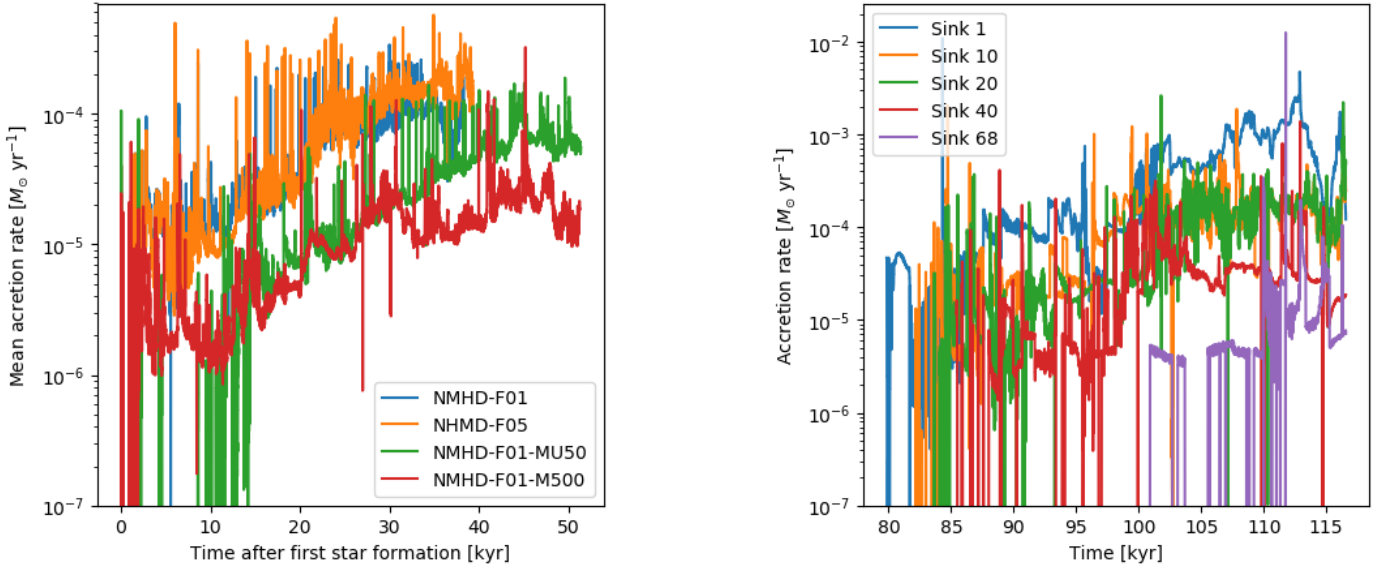 Mean acretion rate [M⊙ yr⁻¹]
10⁻⁴
10⁻⁵
10⁻⁶
10⁻⁷
NMHD-F01
NHMD-F05
NMHD-F01-MU50
NMHD-F01-M500
0 10 20 30 40 50
Time after first star formation [kyr]
Accretion rate [M⊙ yr⁻¹]
10⁻²
10⁻³
10⁻⁴
10⁻⁵
10⁻⁶
10⁻⁷
Sink 1
Sink 10
Sink 20
Sink 40
Sink 68
80 85 90 95 100 105 110 115
Time [kyr]